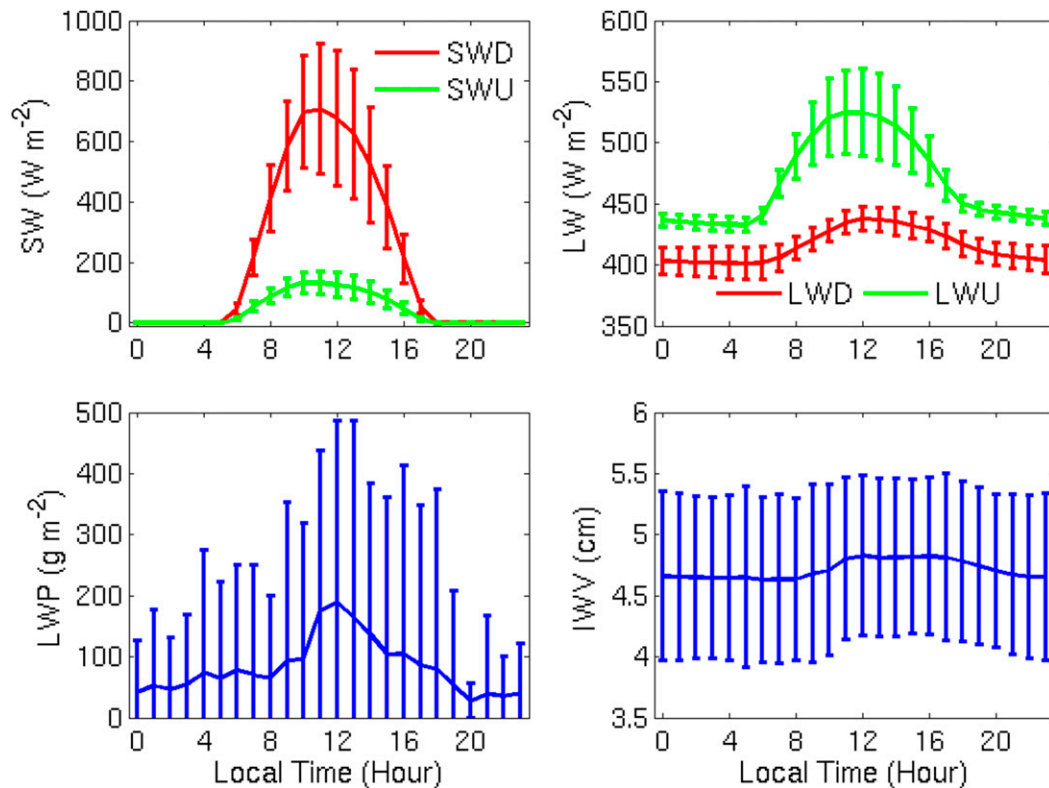 SW (W m-2)
1000
800
600
400
200
0
SWD
SWU
0 4 8 12 16 20
LW (W m-2)
600
550
500
450
400
350
LWD LWU
0 4 8 12 16 20
LWP (g m-2)
500
400
300
200
100
0
0 4 8 12 16 20
Local Time (Hour)
IWV (cm)
6
5.5
5
4.5
4
3.5
0 4 8 12 16 20
Local Time (Hour)